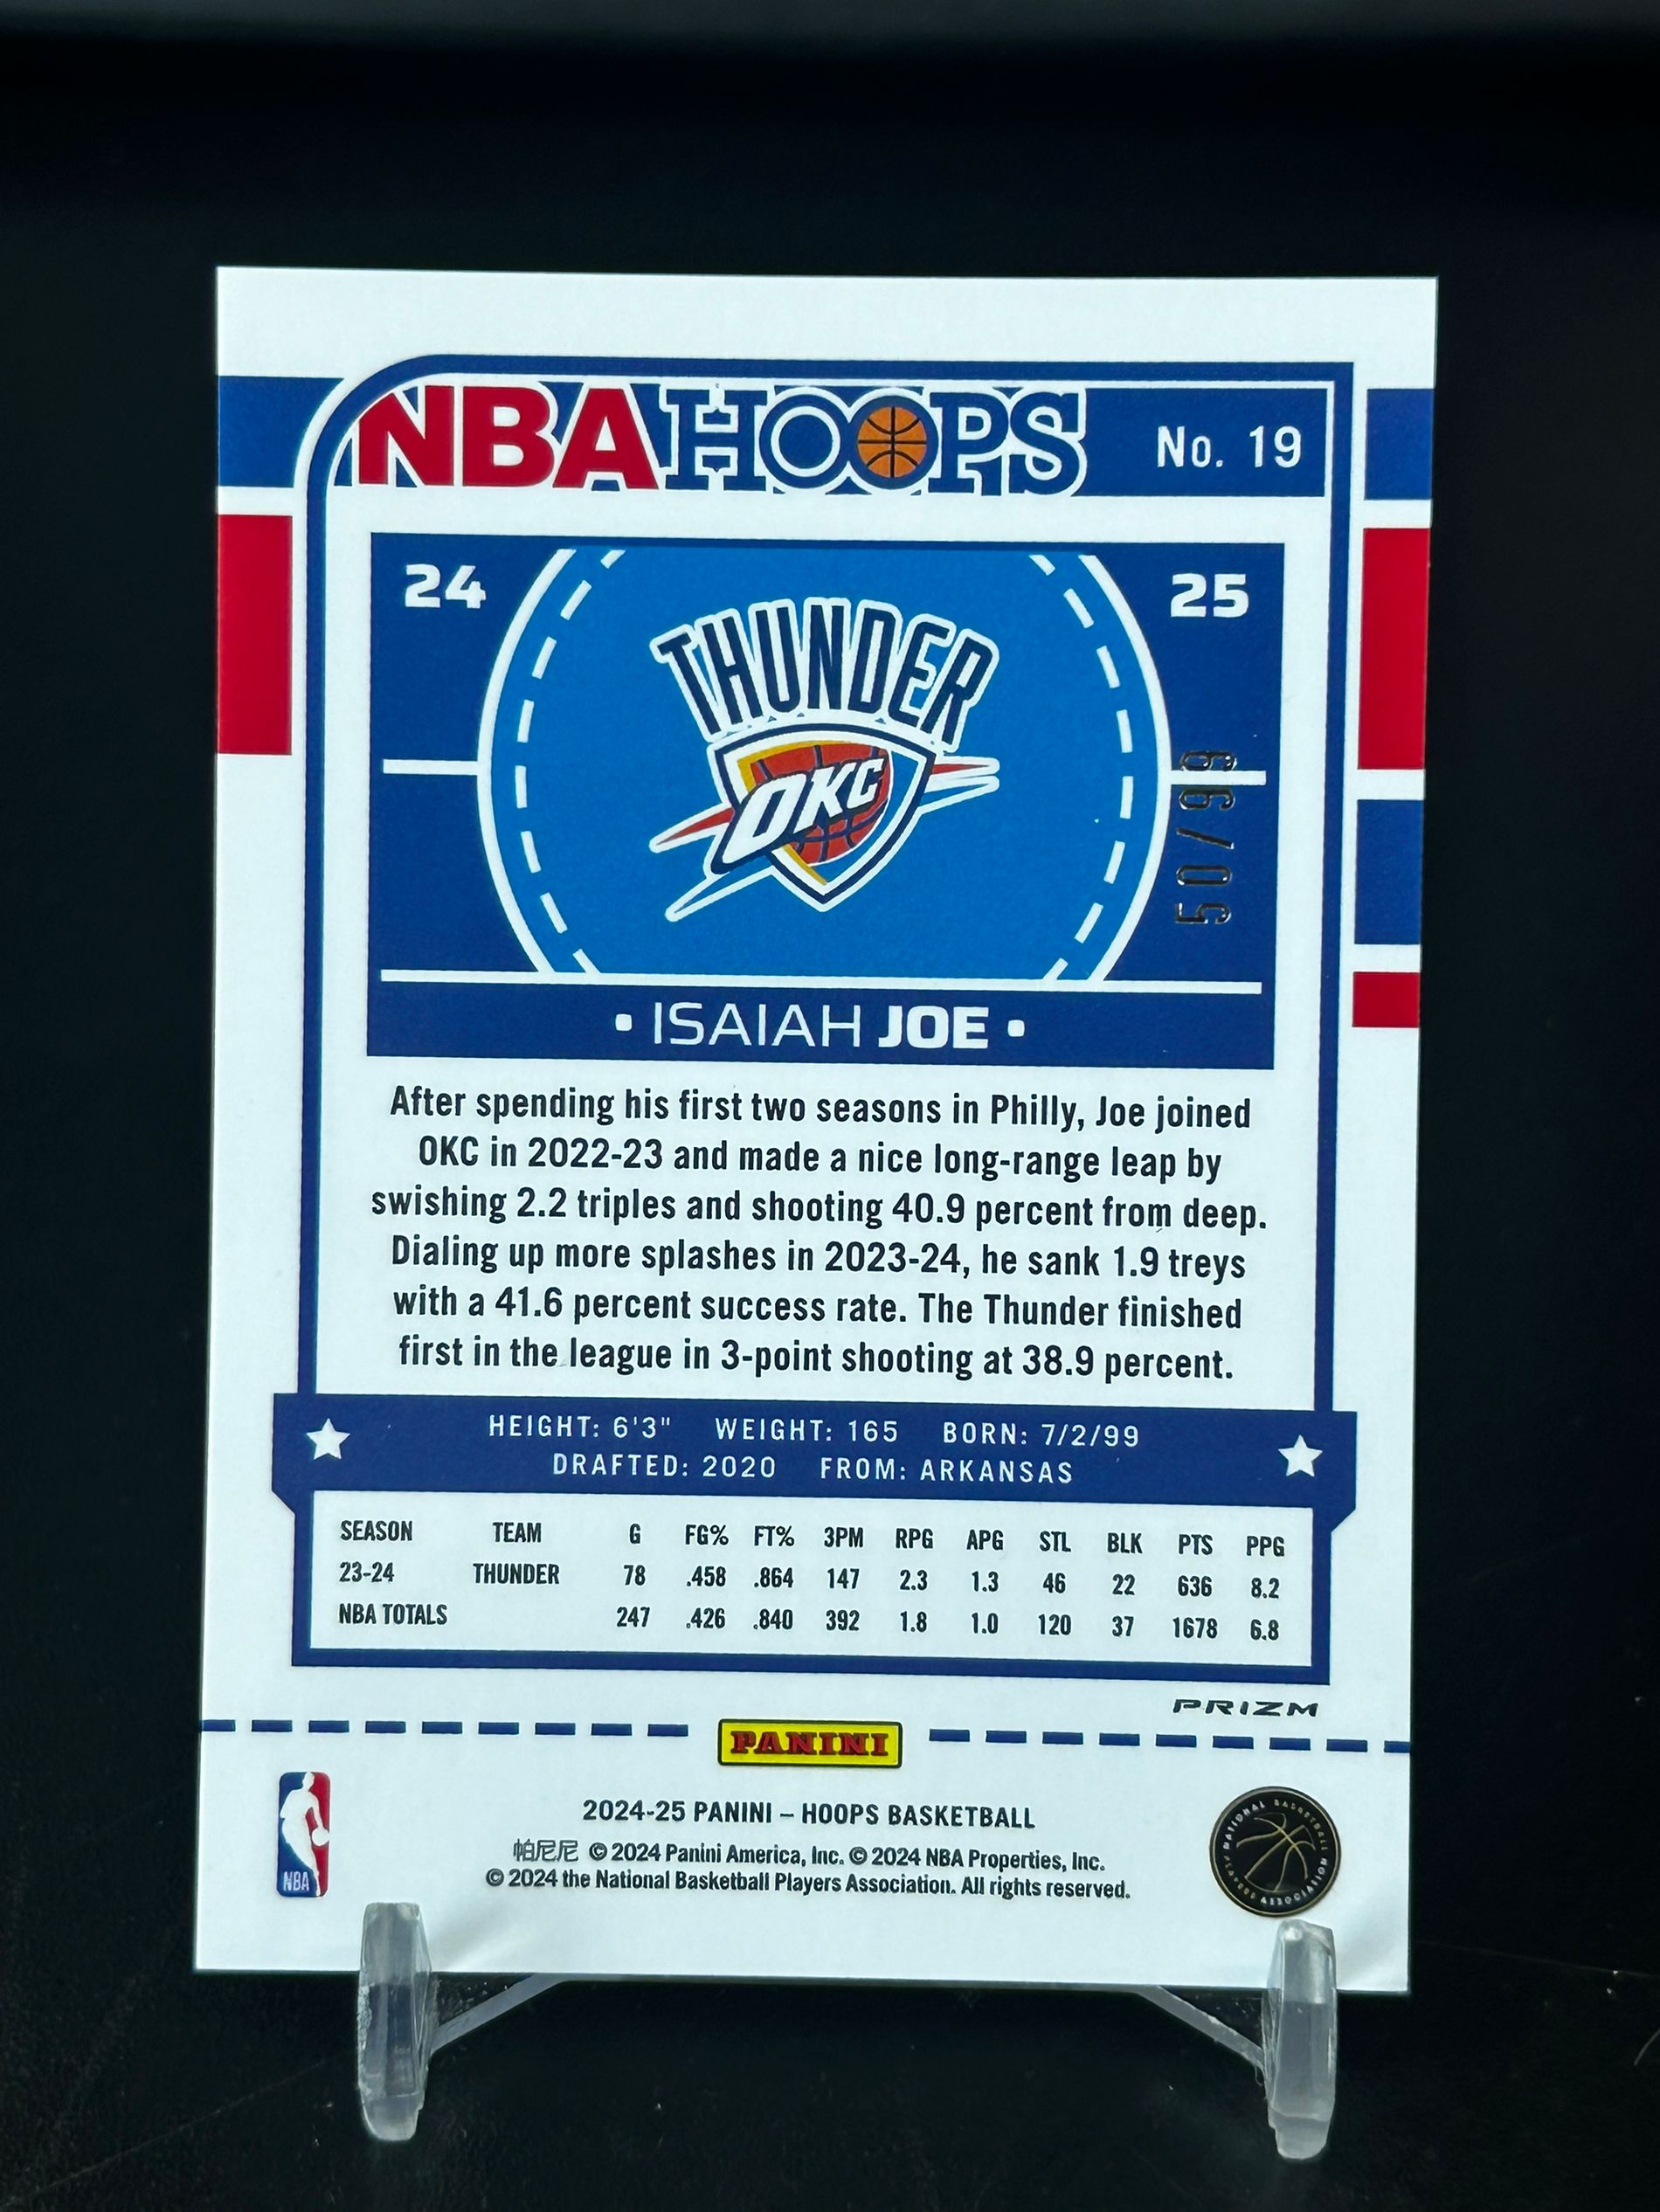 NBA HOOPS No. 19
24 25
THUNDER
OKC
50/99
• ISAIAH JOE •
After spending his first two seasons in Philly, Joe joined
OKC in 2022-23 and made a nice long-range leap by
swishing 2.2 triples and shooting 40.9 percent from deep.
Dialing up more splashes in 2023-24, he sank 1.9 treys
with a 41.6 percent success rate. The Thunder finished
first in the league in 3-point shooting at 38.9 percent.
HEIGHT: 6'3" WEIGHT: 165 BORN: 7/2/99
DRAFTED: 2020 FROM: ARKANSAS
SEASON TEAM G FG% FT% 3PM RPG APG STL BLK PTS PPG
23-24 THUNDER 78 .458 .864 147 2.3 1.3 46 22 636 8.2
NBA TOTALS 247 .426 .840 392 1.8 1.0 120 37 1678 6.8
PRIZM
PANINI
2024-25 PANINI – HOOPS BASKETBALL
帕尼尼 © 2024 Panini America, Inc. © 2024 NBA Properties, Inc.
© 2024 the National Basketball Players Association. All rights reserved.
NBA
NATIONAL BASKETBALL PLAYERS ASSOCIATION